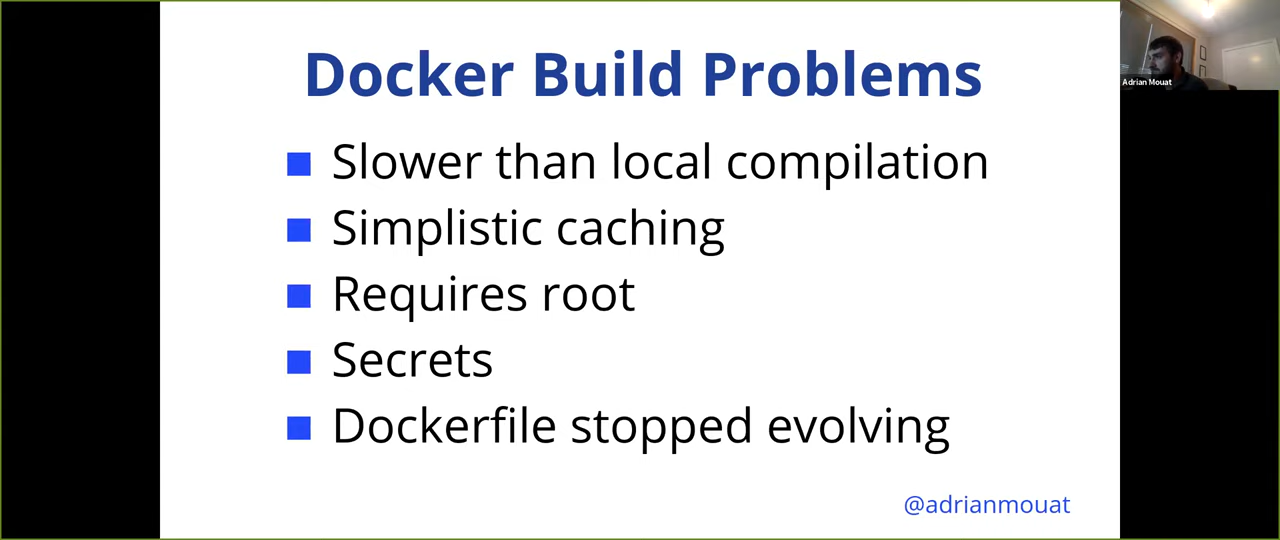 Docker Build Problems
Slower than local compilation
Simplistic caching
Requires root
Secrets
Dockerfile stopped evolving
@adrianmouat
Adrian Mouat